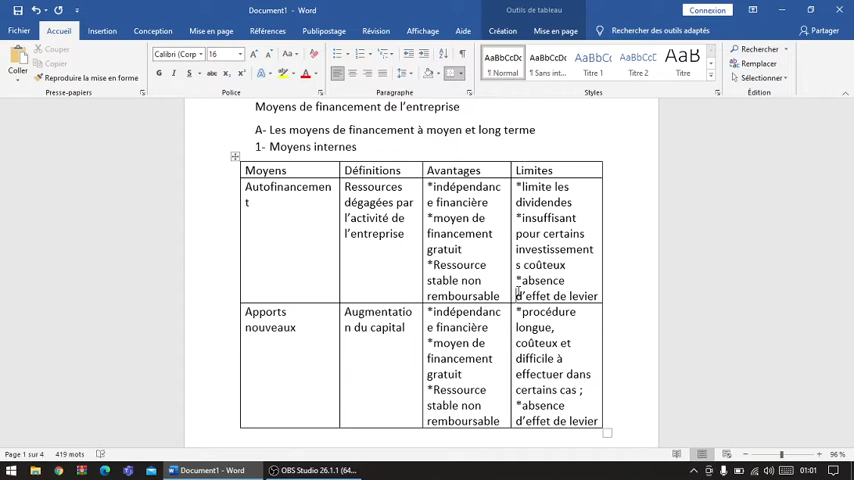 Document1 - Word
Outils de tableau
Connexion
Fichier
Accueil
Insertion
Conception
Mise en page
Références
Publipostage
Révision
Affichage
Aide
Création
Mise en page
Rechercher des outils adaptés
Partager
Coller
Couper
Copier
Reproduire la mise en forme
Presse-papiers
Calibri (Corp
16
Police
Paragraphe
AaBbCcDc
¶ Normal
AaBbCcDc
¶ Sans int...
AaBbCc
Titre 1
AaBbCcC
Titre 2
AaB
Titre
Styles
Rechercher
Remplacer
Sélectionner
Édition
Moyens de financement de l’entreprise
A- Les moyens de financement à moyen et long terme
1- Moyens internes
Moyens
Définitions
Avantages
Limites
Autofinancemen
t
Ressources
dégagées par
l’activité de
l’entreprise
*indépendanc
e financière
*moyen de
financement
gratuit
*Ressource
stable non
remboursable
*limite les
dividendes
*insuffisant
pour certains
investissement
s coûteux
*absence
d’effet de levier
Apports
nouveaux
Augmentatio
n du capital
*indépendanc
e financière
*moyen de
financement
gratuit
*Ressource
stable non
remboursable
*procédure
longue,
coûteux et
difficile à
effectuer dans
certains cas ;
*absence
d’effet de levier
Page 1 sur 4
419 mots
96 %
Document1 - Word
OBS Studio 26.1.1 (64...
01:01